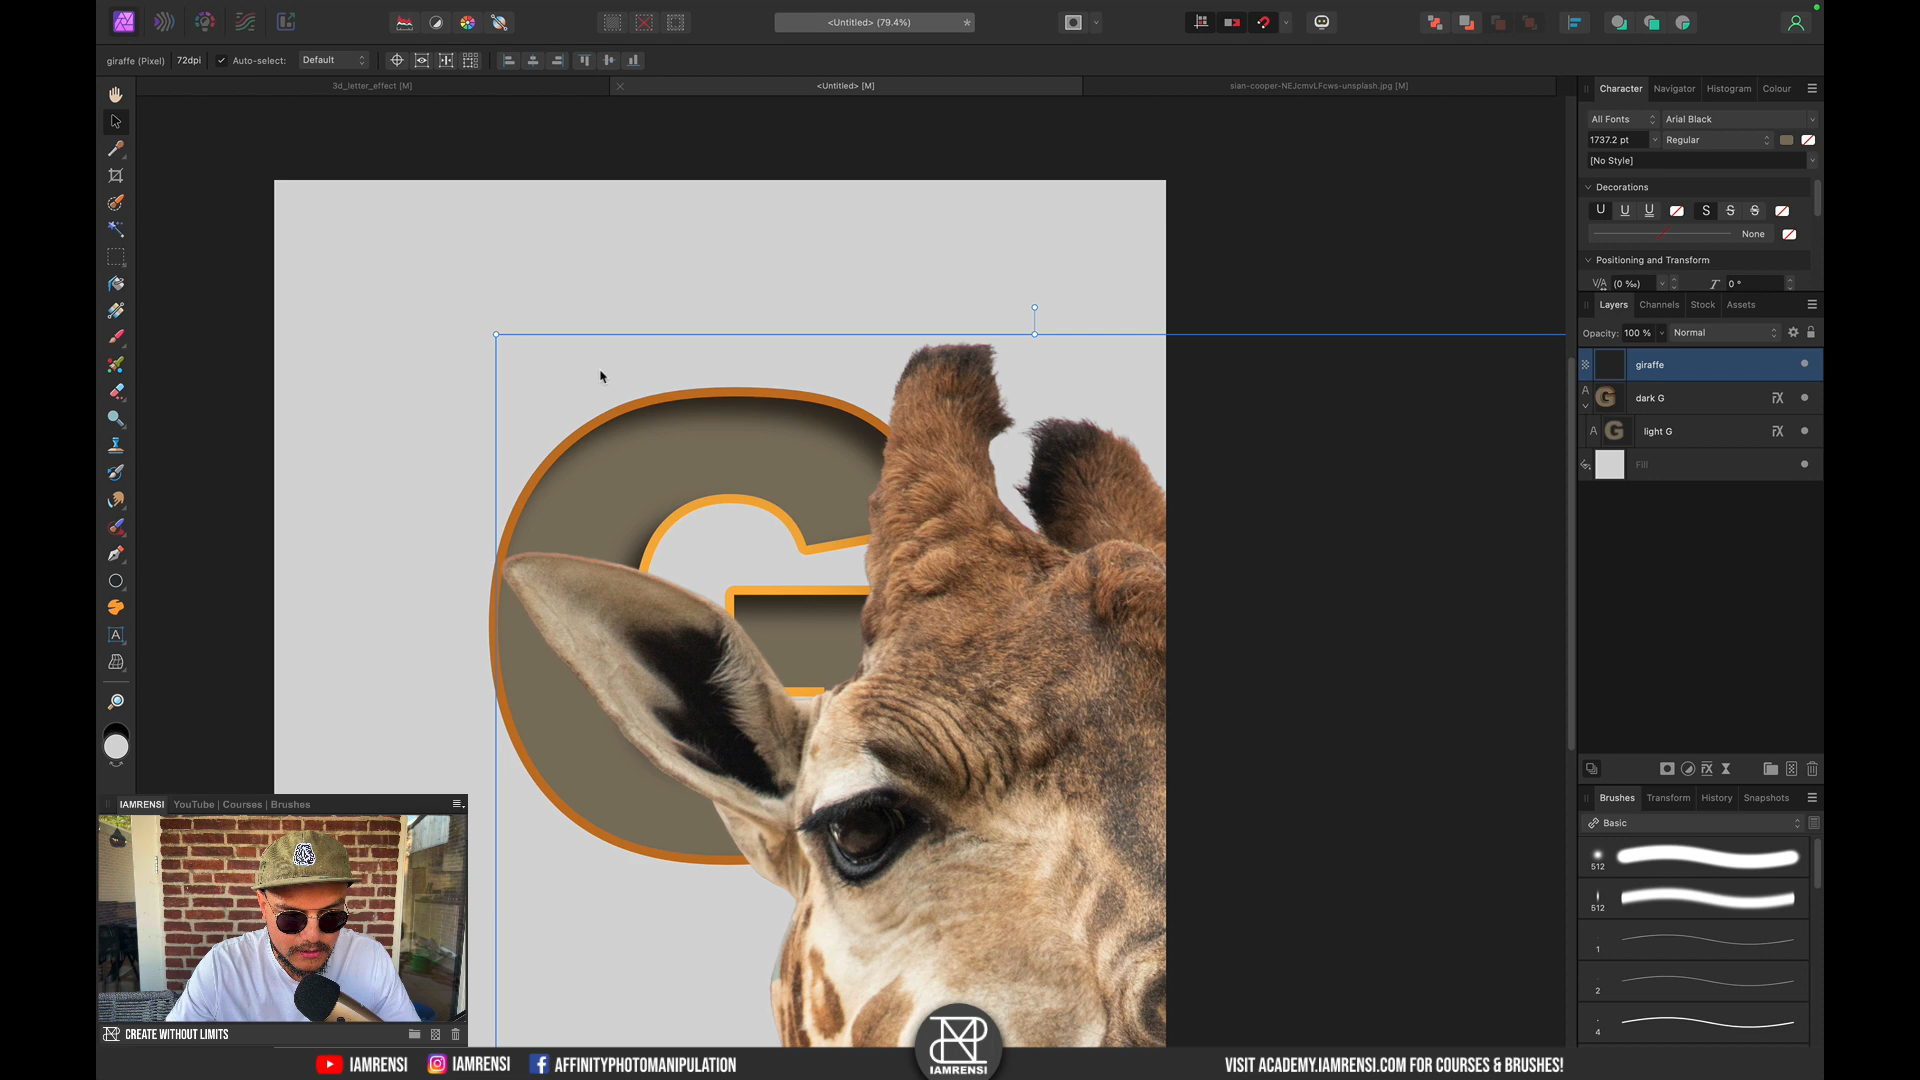 <Untitled> (79.4%)
giraffe (Pixel) 72dpi Auto-select: Default
3d_letter_effect [M]
<Untitled> [M]
sian-cooper-NEJcmvLFcws-unsplash.jpg [M]
Character Navigator Histogram Colour
All Fonts Arial Black
1737.2 pt Regular
[No Style]
Decorations
U U U S S S
None
Positioning and Transform
V/A (0 ‰) T 0 °
Layers Channels Stock Assets
Opacity: 100 % Normal
giraffe
A dark G
A light G
Fill
G
Brushes Transform History Snapshots
Basic
512
512
1
2
4
IAMRENSI YouTube | Courses | Brushes
CREATE WITHOUT LIMITS
IAMRENSI IAMRENSI AFFINITYPHOTOMANIPULATION
IAMRENSI
VISIT ACADEMY.IAMRENSI.COM FOR COURSES & BRUSHES!